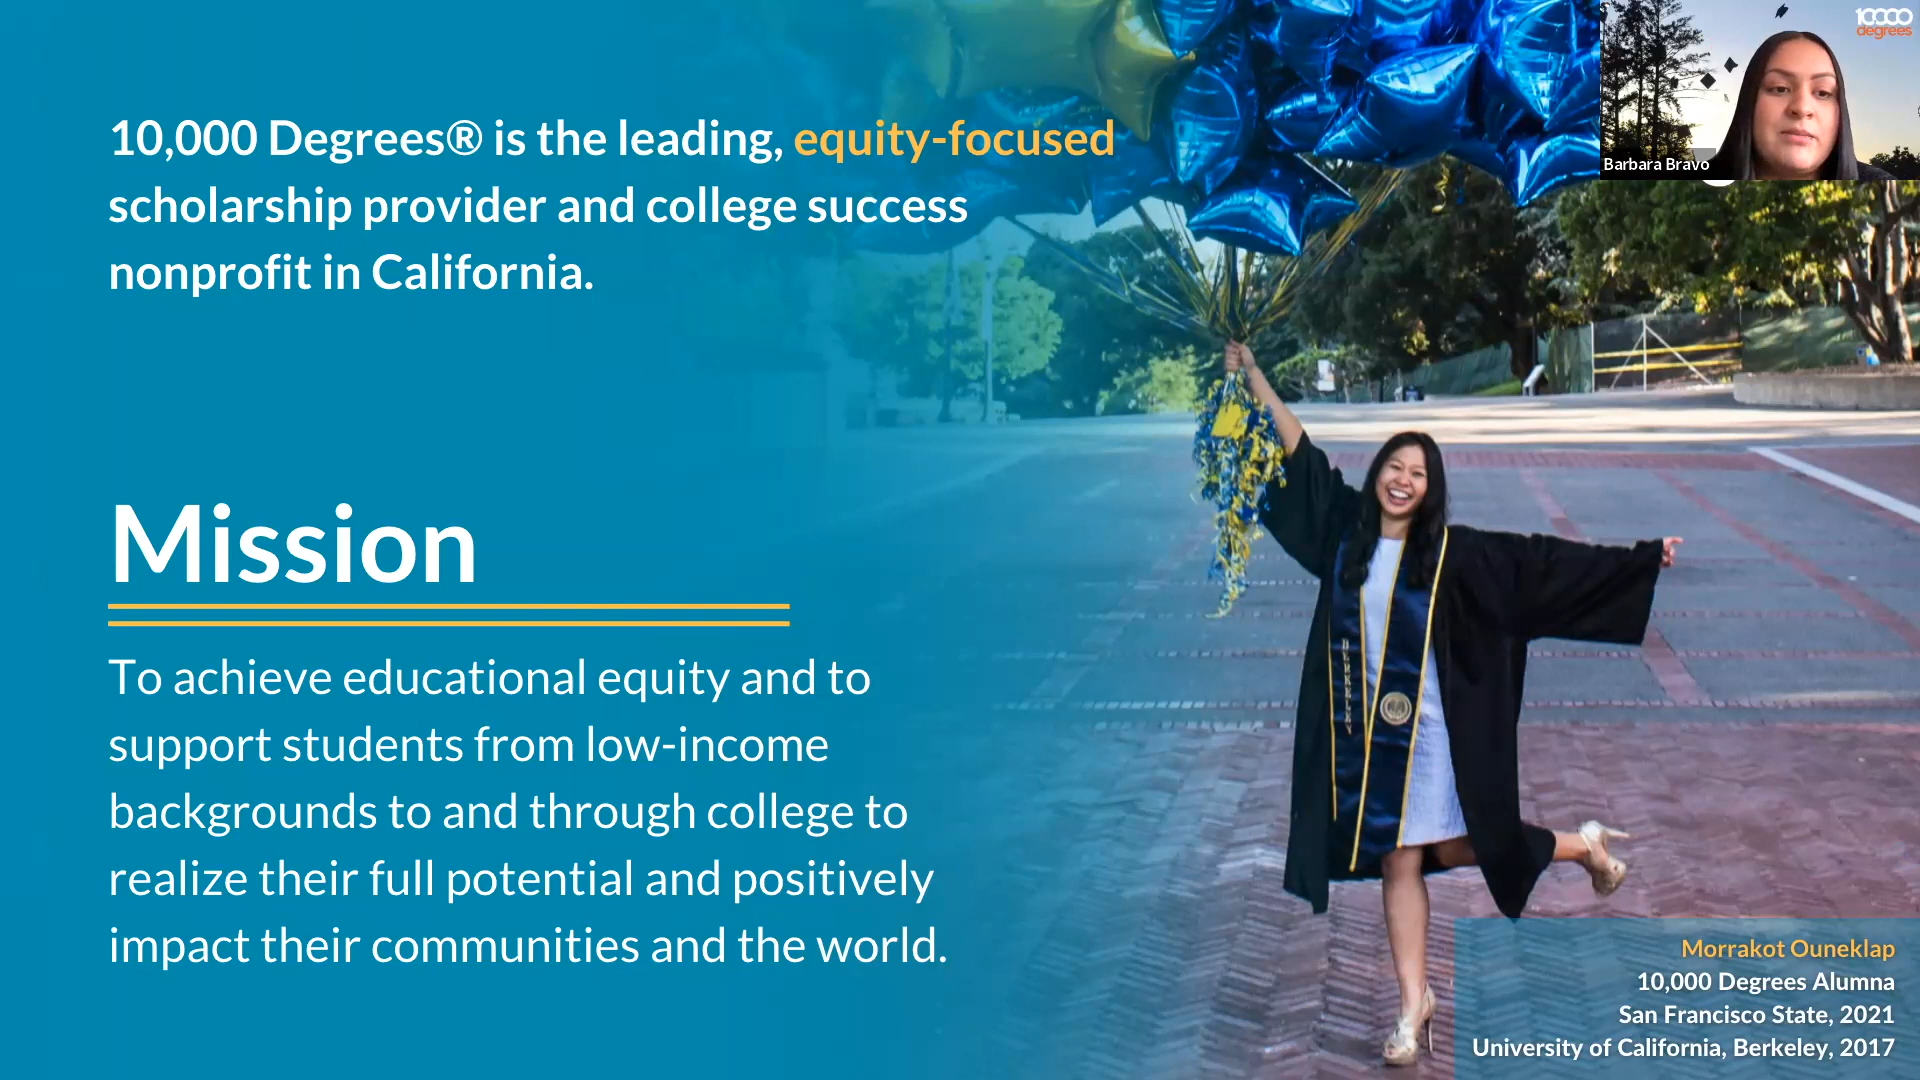 10,000 Degrees® is the leading, equity-focused
scholarship provider and college success
nonprofit in California.
10000
degrees
Barbara Bravo
Mission
To achieve educational equity and to
support students from low-income
backgrounds to and through college to
realize their full potential and positively
impact their communities and the world.
BERKELEY
Morrakot Ouneklap
10,000 Degrees Alumna
San Francisco State, 2021
University of California, Berkeley, 2017